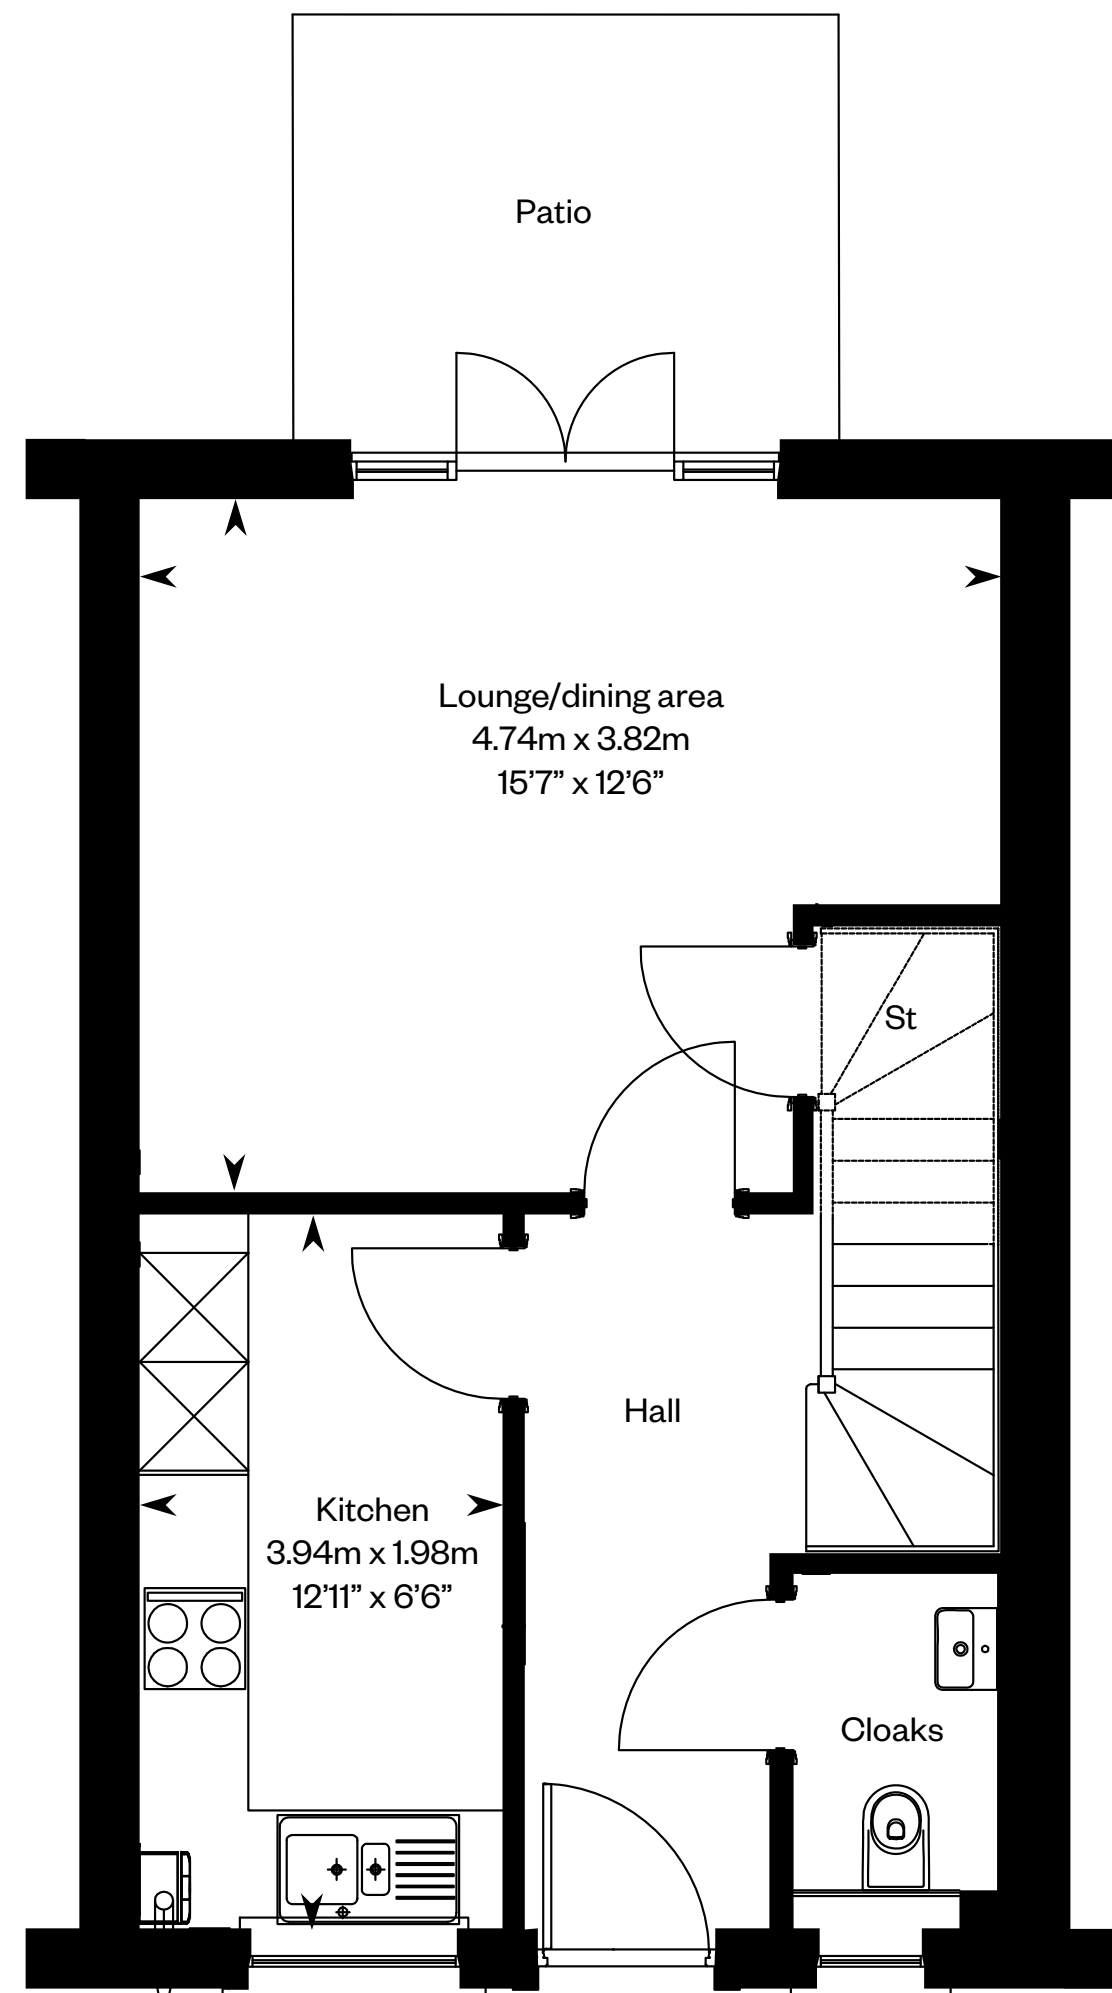 Patio
Lounge/dining area
4.74m x 3.82m
15’7” x 12’6”
St
Hall
Kitchen
3.94m x 1.98m
12’11” x 6’6”
Cloaks